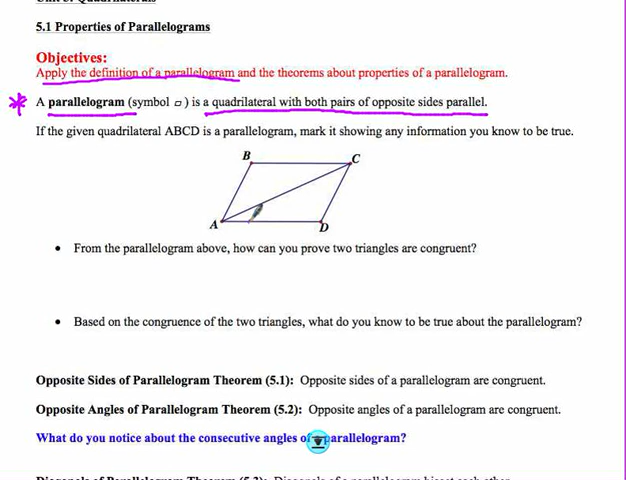 5.1 Properties of Parallelograms
Objectives:
Apply the definition of a parallelogram and the theorems about properties of a parallelogram.
A parallelogram (symbol ▱ ) is a quadrilateral with both pairs of opposite sides parallel.
If the given quadrilateral ABCD is a parallelogram, mark it showing any information you know to be true.
B C
A D
• From the parallelogram above, how can you prove two triangles are congruent?
• Based on the congruence of the two triangles, what do you know to be true about the parallelogram?
Opposite Sides of Parallelogram Theorem (5.1): Opposite sides of a parallelogram are congruent.
Opposite Angles of Parallelogram Theorem (5.2): Opposite angles of a parallelogram are congruent.
What do you notice about the consecutive angles of parallelogram?